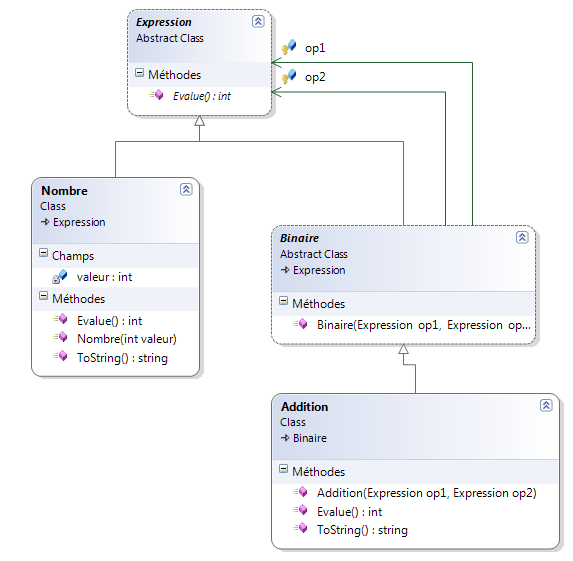 Expression
Abstract Class
Méthodes
Evalue() : int
op1
op2
Nombre
Class
Expression
Champs
valeur : int
Méthodes
Evalue() : int
Nombre(int valeur)
ToString() : string
Binaire
Abstract Class
Expression
Méthodes
Binaire(Expression op1, Expression op...
Addition
Class
Binaire
Méthodes
Addition(Expression op1, Expression op2)
Evalue() : int
ToString() : string